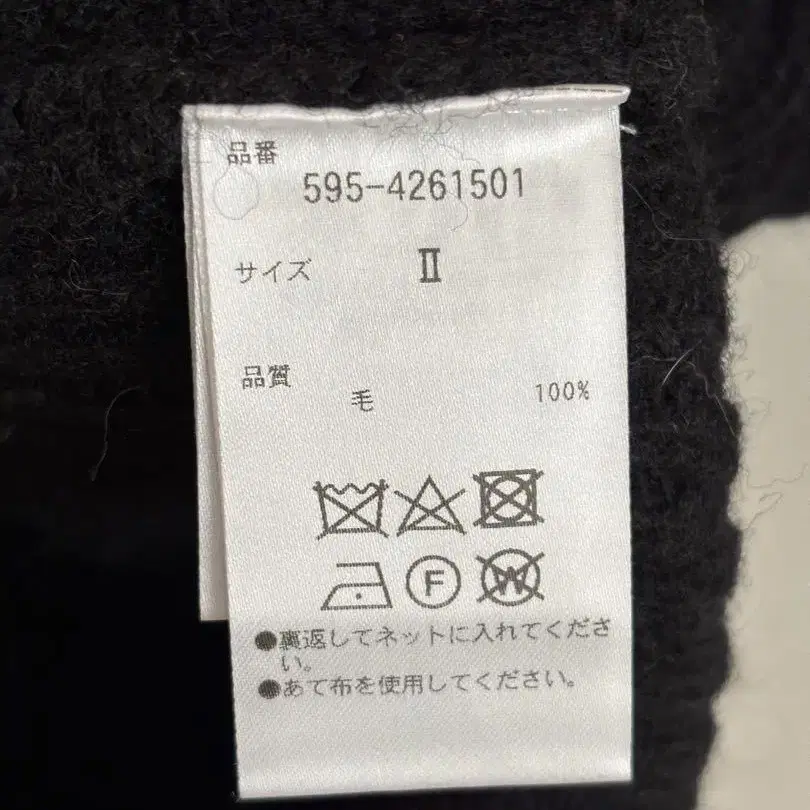 品番
595-4261501
サイズ Ⅱ
品質
毛 100%
F
W
●裏返してネットに入れてくださ
い。
●あて布を使用してください。